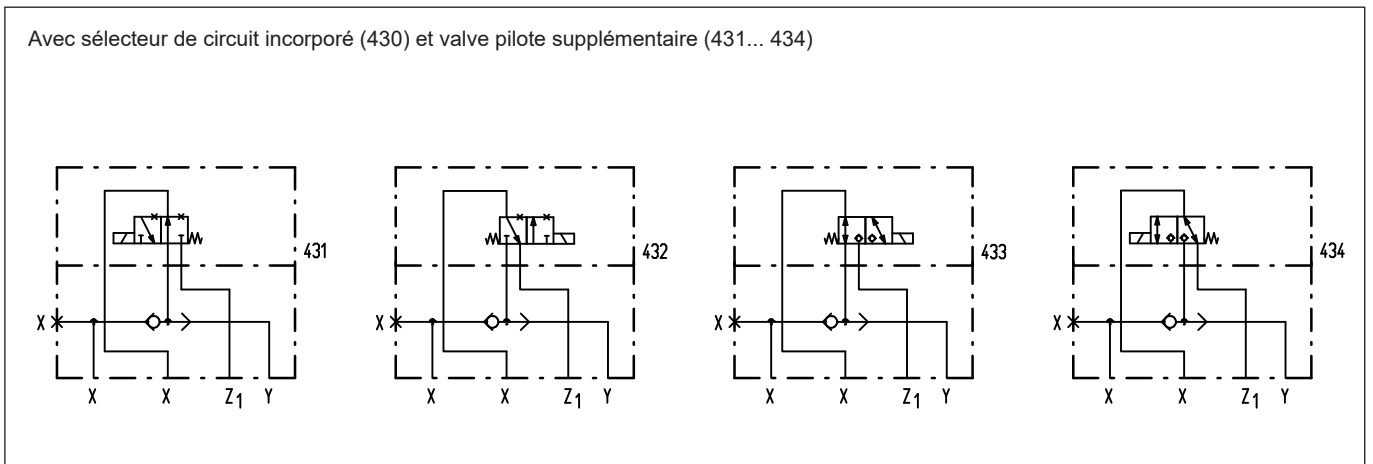 Avec sélecteur de circuit incorporé (430) et valve pilote supplémentaire (431... 434)
431
432
433
434
X
X
X
X
X X Z1 Y
X X Z1 Y
X X Z1 Y
X X Z1 Y